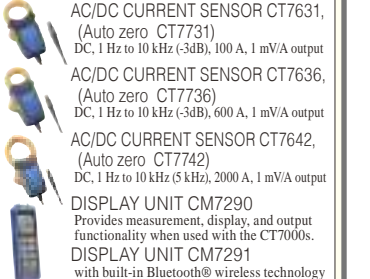 AC/DC CURRENT SENSOR CT7631,
(Auto zero  CT7731)
DC, 1 Hz to 10 kHz (-3dB), 100 A, 1 mV/A output
AC/DC CURRENT SENSOR CT7636,
(Auto zero  CT7736)
DC, 1 Hz to 10 kHz (-3dB), 600 A, 1 mV/A output
AC/DC CURRENT SENSOR CT7642,
(Auto zero  CT7742)
DC, 1 Hz to 10 kHz (5 kHz), 2000 A, 1 mV/A output
DISPLAY UNIT CM7290
Provides measurement, display, and output
functionality when used with the CT7000s.
DISPLAY UNIT CM7291
with built-in Bluetooth® wireless technology